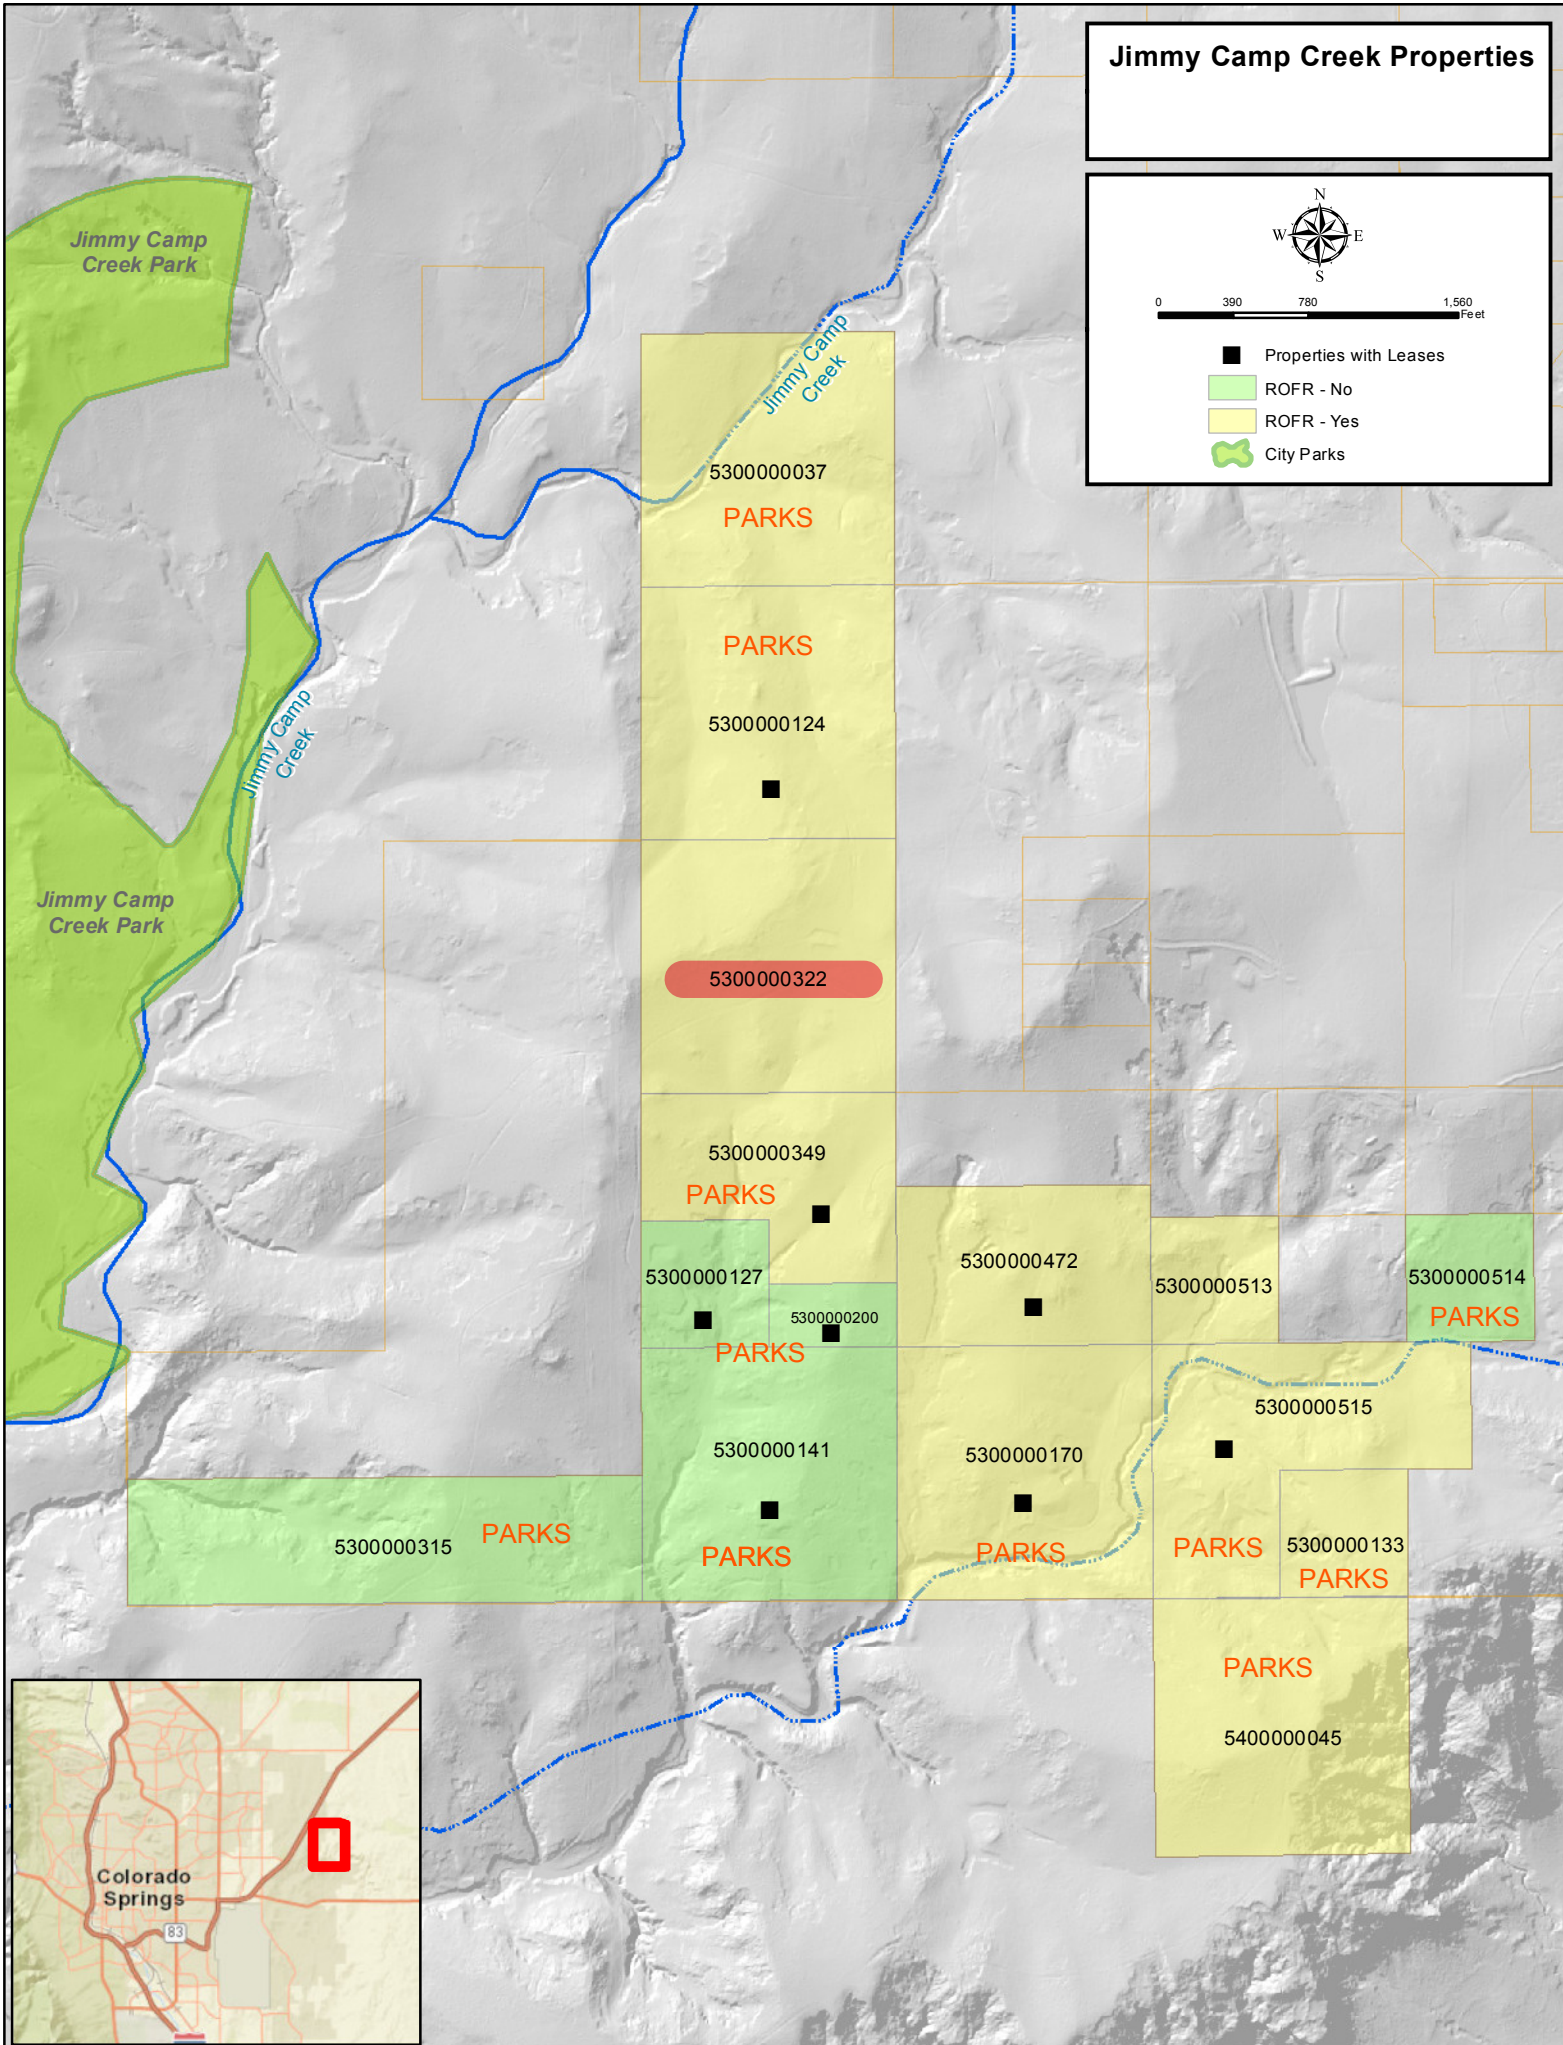 Jimmy Camp Creek Properties
N
W
E
S
0
390
780
1,560
Feet
Properties with Leases
ROFR - No
ROFR - Yes
City Parks
Jimmy Camp
Creek Park
Jimmy Camp
Creek
5300000037
PARKS
PARKS
5300000124
Jimmy Camp
Creek
Jimmy Camp
Creek Park
5300000322
5300000349
PARKS
5300000127
5300000200
PARKS
5300000472
5300000513
5300000514
PARKS
5300000141
PARKS
5300000170
PARKS
5300000515
PARKS
5300000133
PARKS
5300000315
PARKS
PARKS
5400000045
Colorado
Springs
83